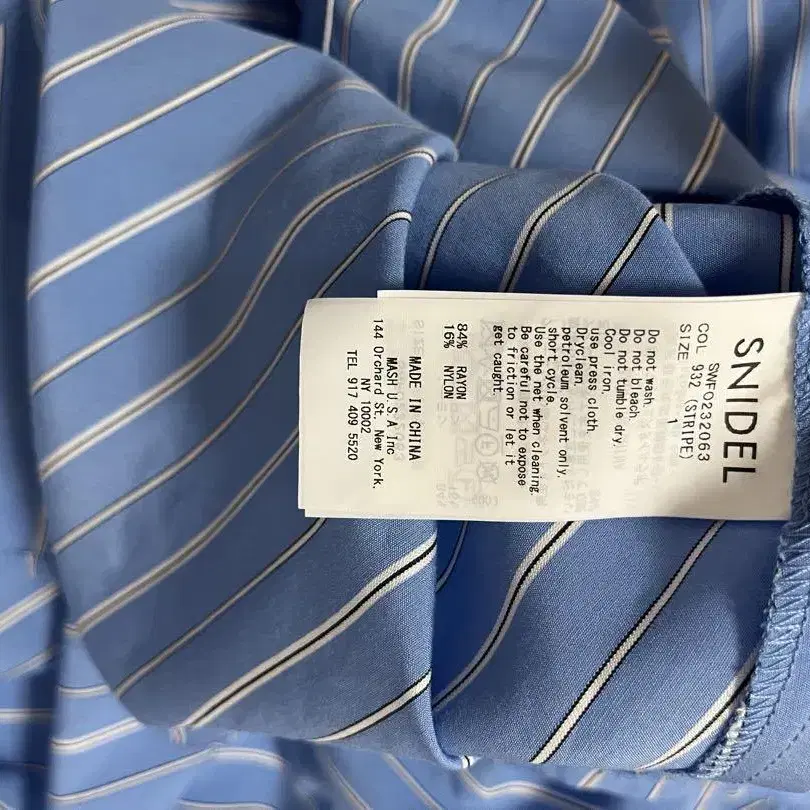 SNIDEL
SWFO232063
COL 932 (STRIPE)
SIZE 1
Do not wash.
Do not bleach.
Do not tumble dry.
Cool iron.
use press cloth.
Dryclean.
petroleum solvent only.
short cycle.
Use the net when cleaning.
Be careful not to expose
to friction or let it
get caught.
84% RAYON
16% NYLON
MADE IN CHINA
MASH U.S.A Inc
144 Orchard St. New York.
NY 10002
TEL 917 409 5520